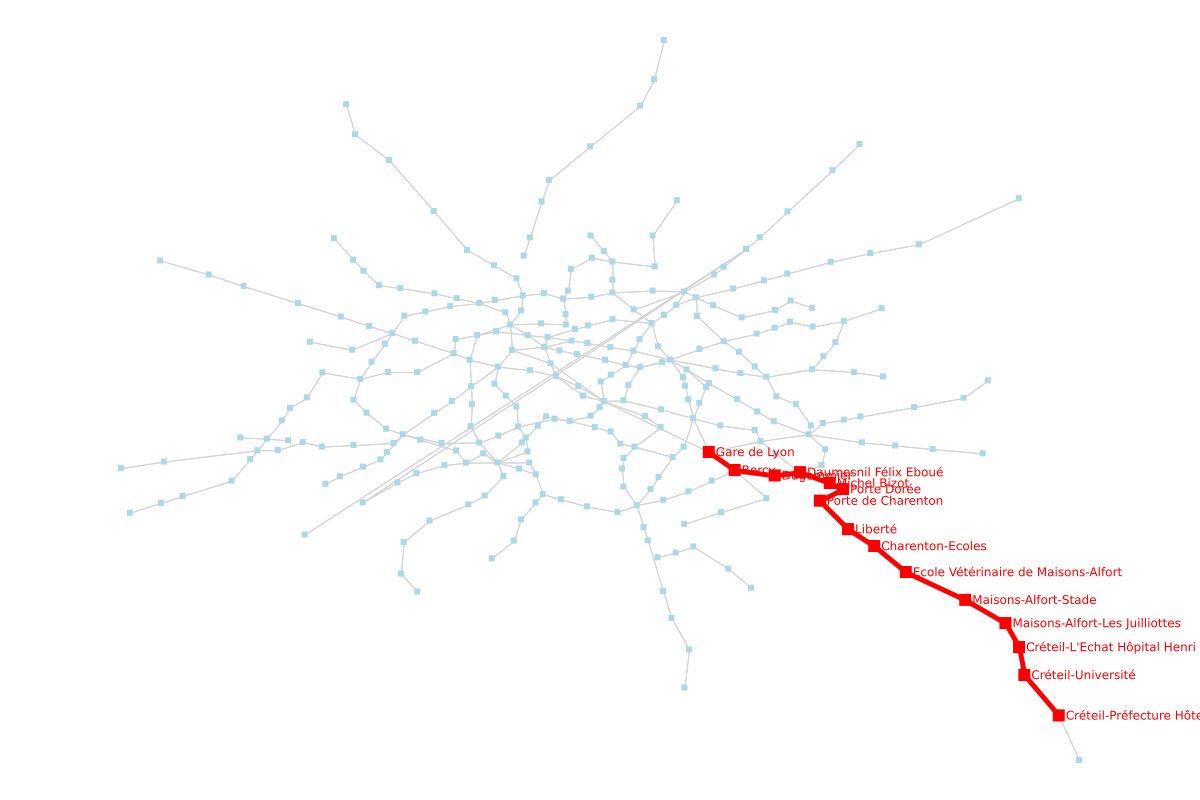 Gare de Lyon
Bercy
Dugommier
Daumesnil Félix Eboué
Michel Bizot
Porte Dorée
Porte de Charenton
Liberté
Charenton-Ecoles
Ecole Vétérinaire de Maisons-Alfort
Maisons-Alfort-Stade
Maisons-Alfort-Les Juilliottes
Créteil-L'Echat Hôpital Henri
Créteil-Université
Créteil-Préfecture Hôte